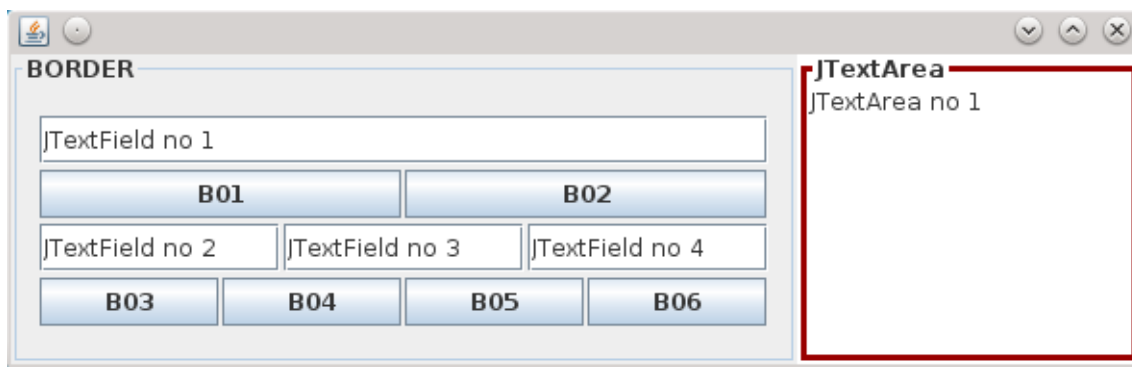 BORDER
JTextField no 1
B01 B02
JTextField no 2 JTextField no 3 JTextField no 4
B03 B04 B05 B06
JTextArea
JTextArea no 1